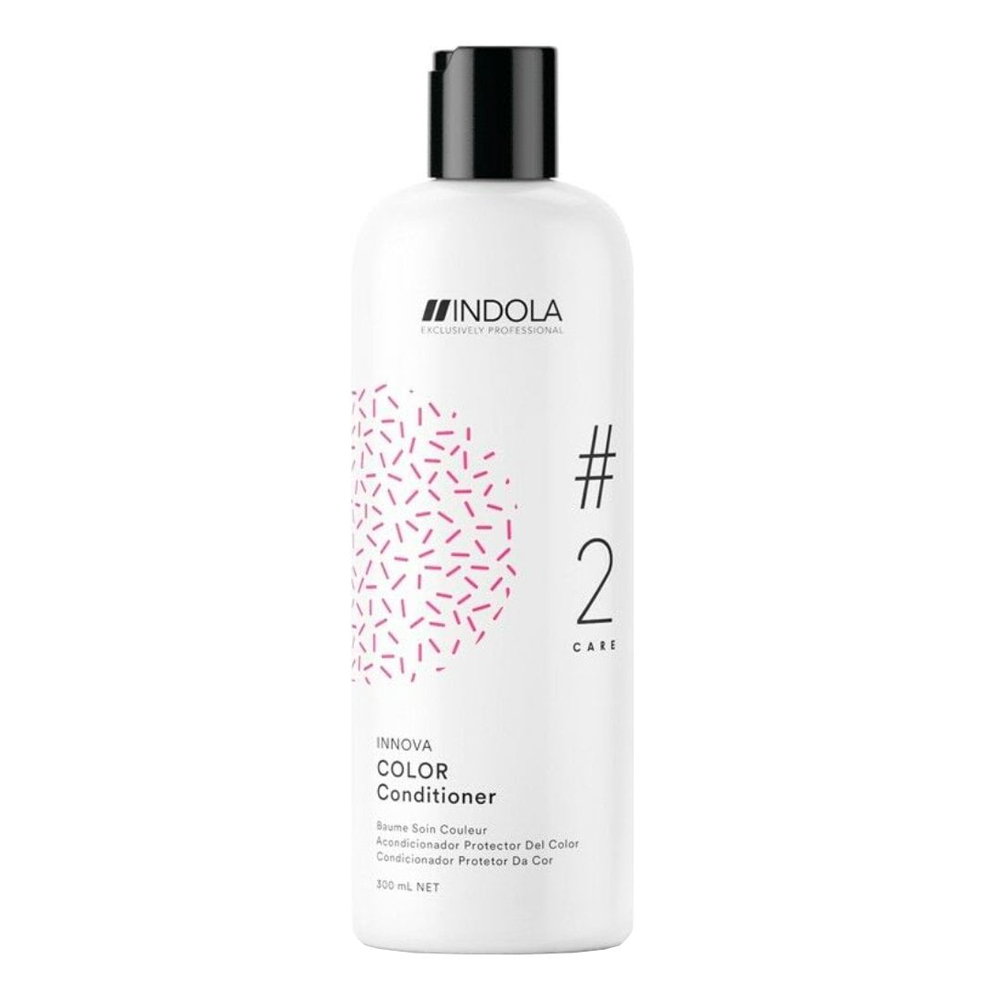 INDOLA
EXCLUSIVELY PROFESSIONAL
#
2
CARE
INNOVA
COLOR
Conditioner
Baume Soin Couleur
Acondicionador Protector Del Color
Condicionador Protetor Da Cor
300 mL NET